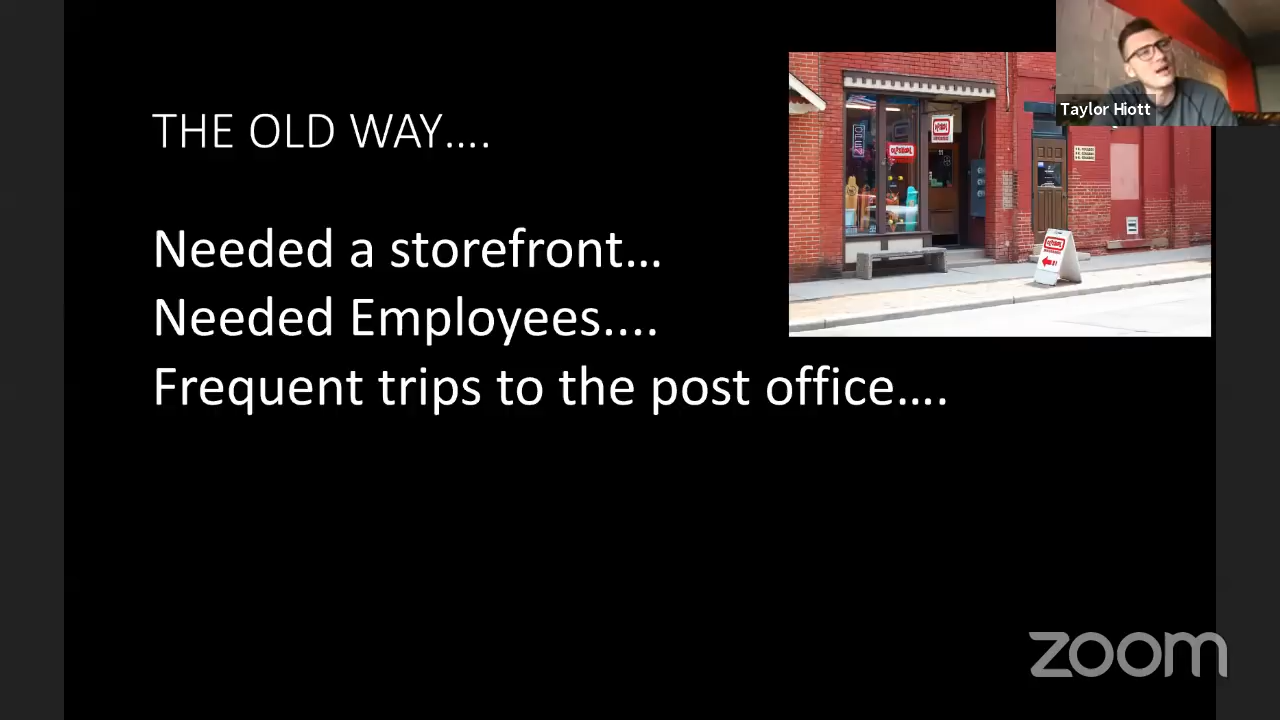 THE OLD WAY....
Taylor Hiott
Needed a storefront...
Needed Employees....
Frequent trips to the post office....
zoom